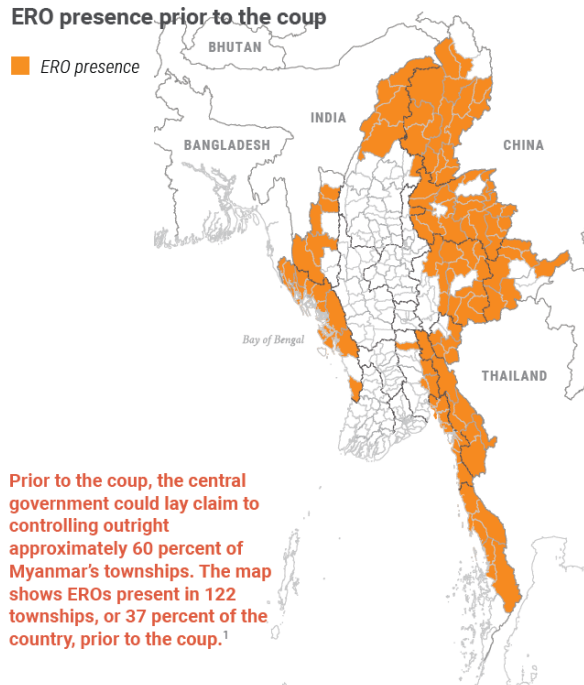 ERO presence prior to the coup
ERO presence
BHUTAN
INDIA
BANGLADESH
CHINA
Bay of Bengal
THAILAND
Prior to the coup, the central
government could lay claim to
controlling outright
approximately 60 percent of
Myanmar's townships. The map
shows EROs present in 122
townships, or 37 percent of the
country, prior to the coup.¹